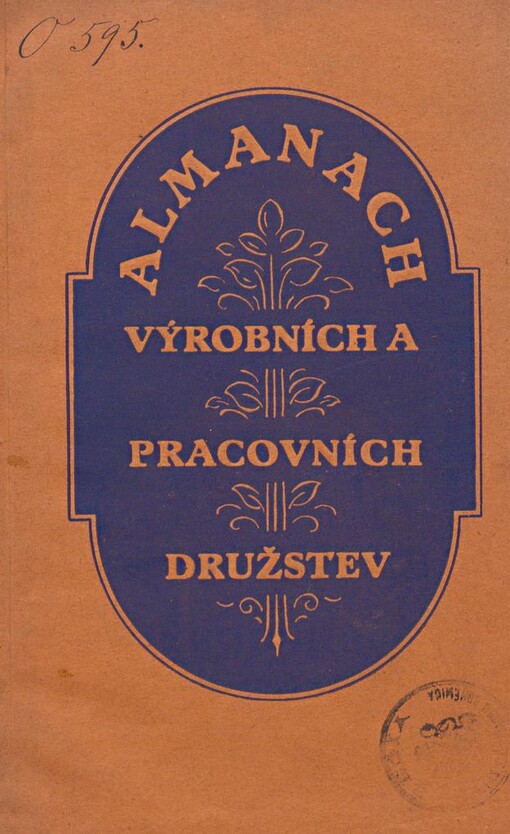 O 595.
ALMANACH
VÝROBNÍCH A
PRACOVNÍCH
DRUŽSTEV